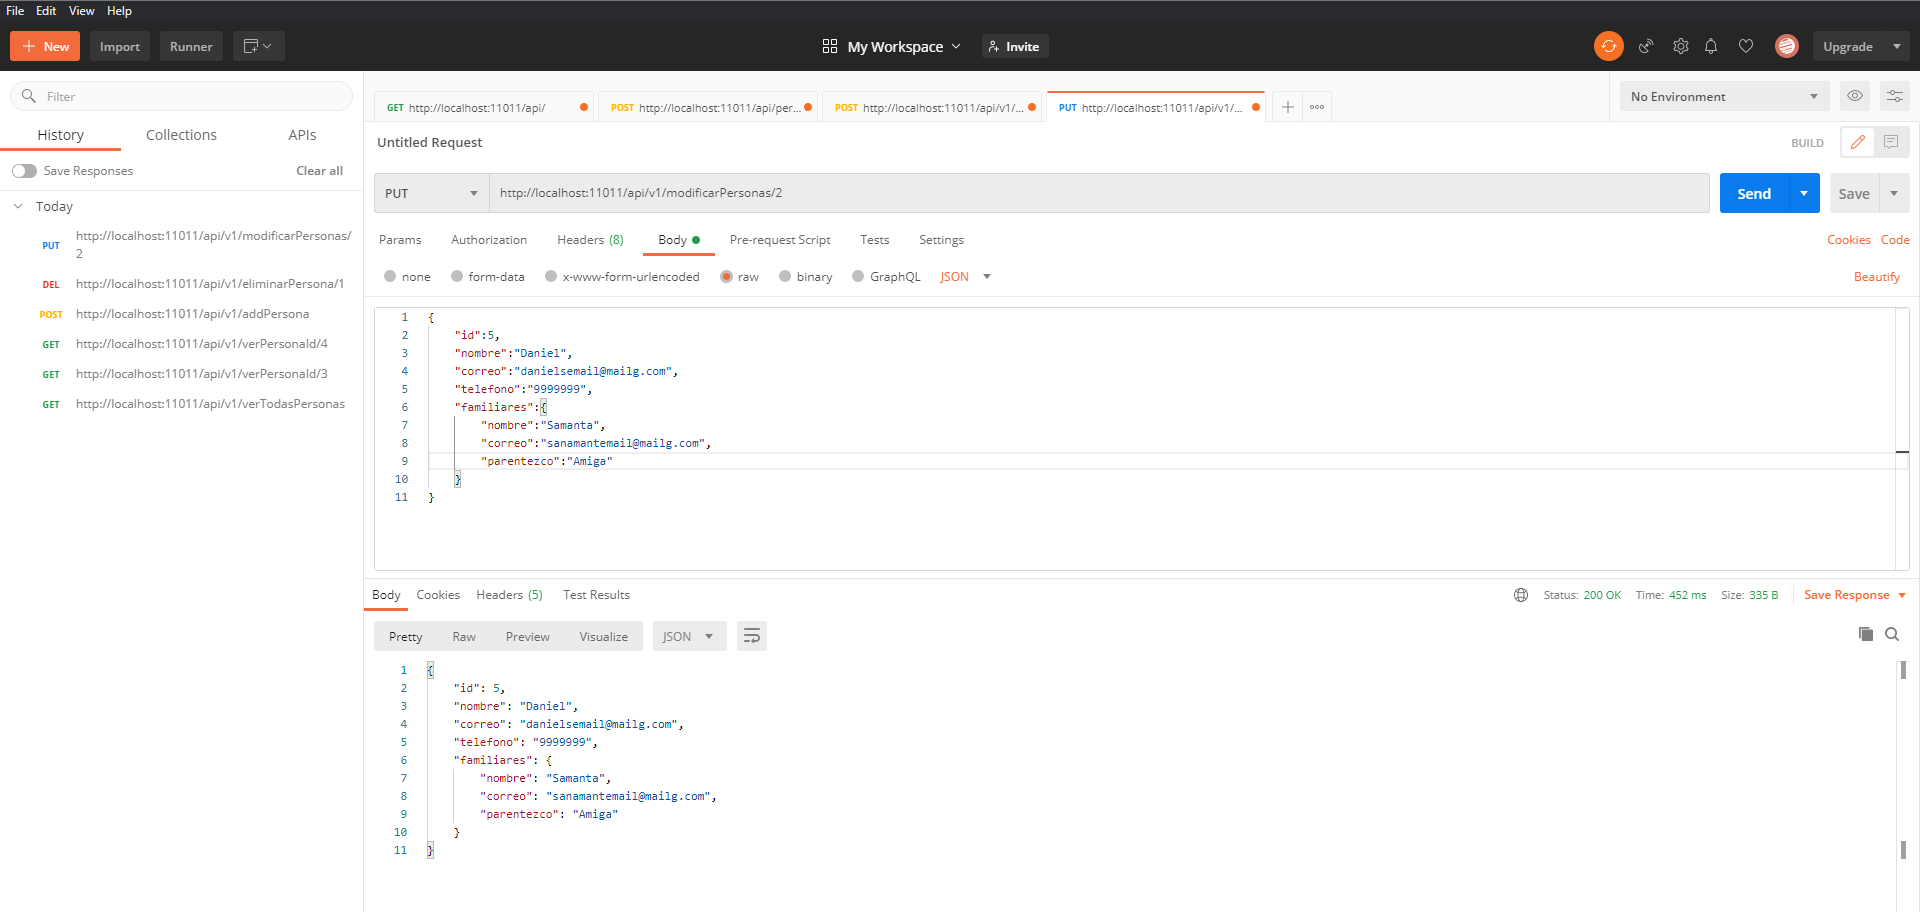 File Edit View Help
New Import Runner My Workspace Invite Upgrade
Filter
History Collections APIs
Save Responses Clear all
Today
PUT http://localhost:11011/api/v1/modificarPersonas/
2
DEL http://localhost:11011/api/v1/eliminarPersona/1
POST http://localhost:11011/api/v1/addPersona
GET http://localhost:11011/api/v1/verPersonaId/4
GET http://localhost:11011/api/v1/verPersonaId/3
GET http://localhost:11011/api/v1/verTodasPersonas
GET http://localhost:11011/api/ POST http://localhost:11011/api/per... POST http://localhost:11011/api/v1/... PUT http://localhost:11011/api/v1/... No Environment
Untitled Request BUILD
PUT http://localhost:11011/api/v1/modificarPersonas/2 Send Save
Params Authorization Headers (8) Body Pre-request Script Tests Settings Cookies Code
none form-data x-www-form-urlencoded raw binary GraphQL JSON Beautify
1 {
2 "id":5,
3 "nombre":"Daniel",
4 "correo":"danielsemail@mailg.com",
5 "telefono":"9999999",
6 "familiares":{
7 "nombre":"Samanta",
8 "correo":"sanamantemail@mailg.com",
9 "parentezco":"Amiga"
10 }
11 }
Body Cookies Headers (5) Test Results Status: 200 OK Time: 452 ms Size: 335 B Save Response
Pretty Raw Preview Visualize JSON
1 {
2 "id": 5,
3 "nombre": "Daniel",
4 "correo": "danielsemail@mailg.com",
5 "telefono": "9999999",
6 "familiares": {
7 "nombre": "Samanta",
8 "correo": "sanamantemail@mailg.com",
9 "parentezco": "Amiga"
10 }
11 }